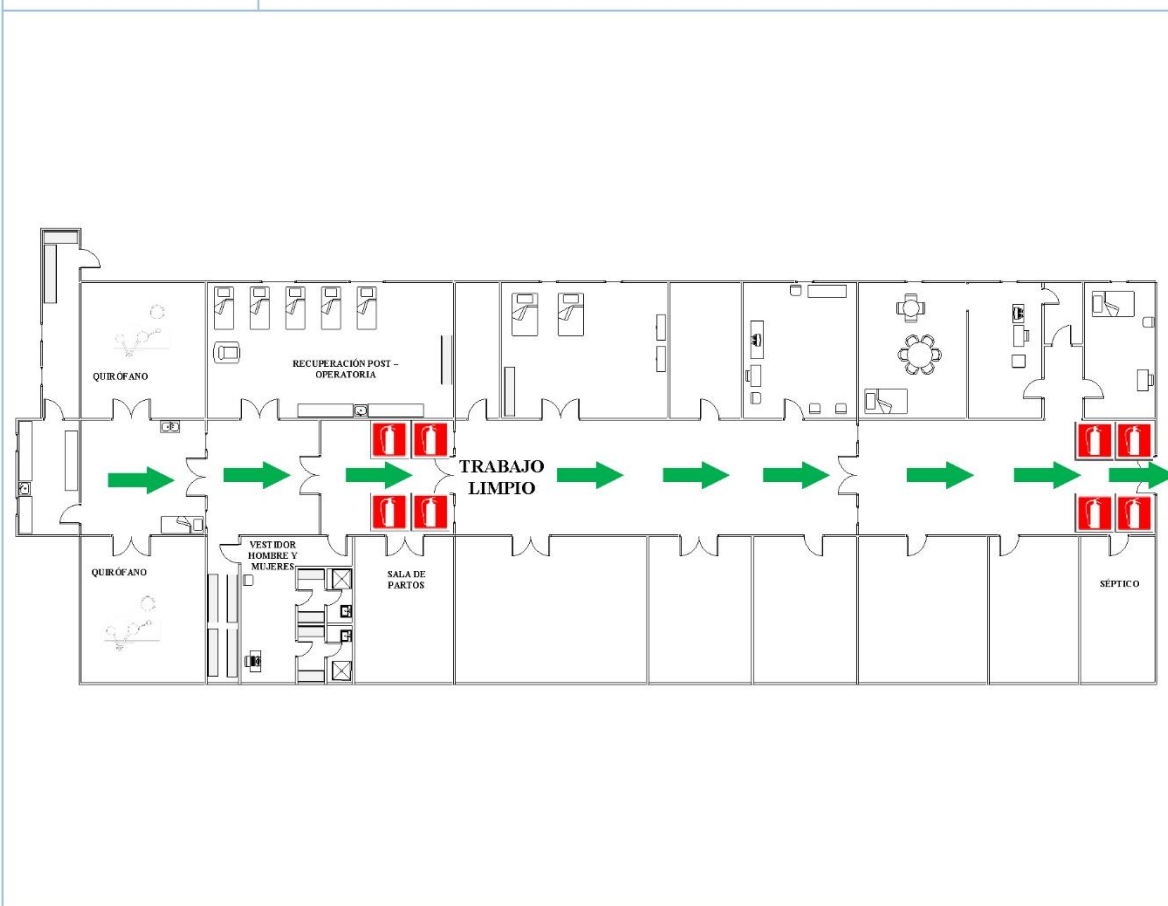 QUIRÓFANO
RECUPERACIÓN POST –
OPERATORIA
TRABAJO
LIMPIO
QUIRÓFANO
VESTIDOR
HOMBRE Y
MUJERES
SALA DE
PARTOS
SÉPTICO